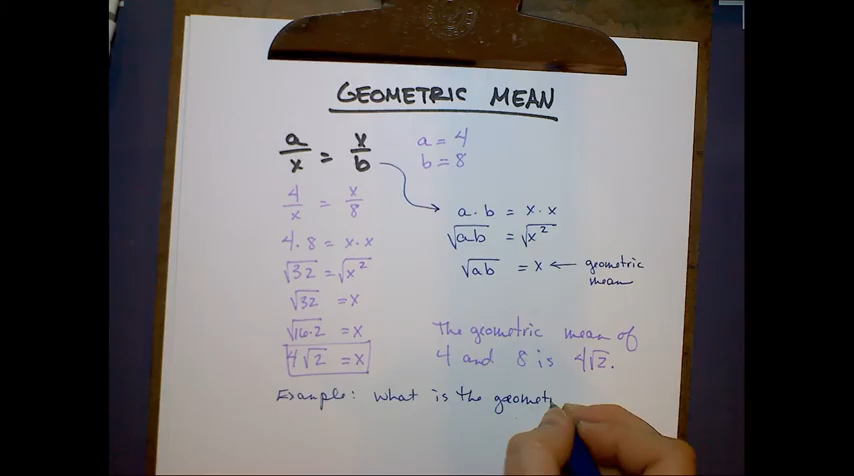 GEOMETRIC MEAN
a/x = x/b
a = 4
b = 8
4/x = x/8
4·8 = x·x
√32 = √x²
√32 = x
√16·2 = x
4√2 = x
a·b = x·x
√ab = √x²
√ab = x ← geometric mean
The geometric mean of
4 and 8 is 4√2.
Example: What is the geomet